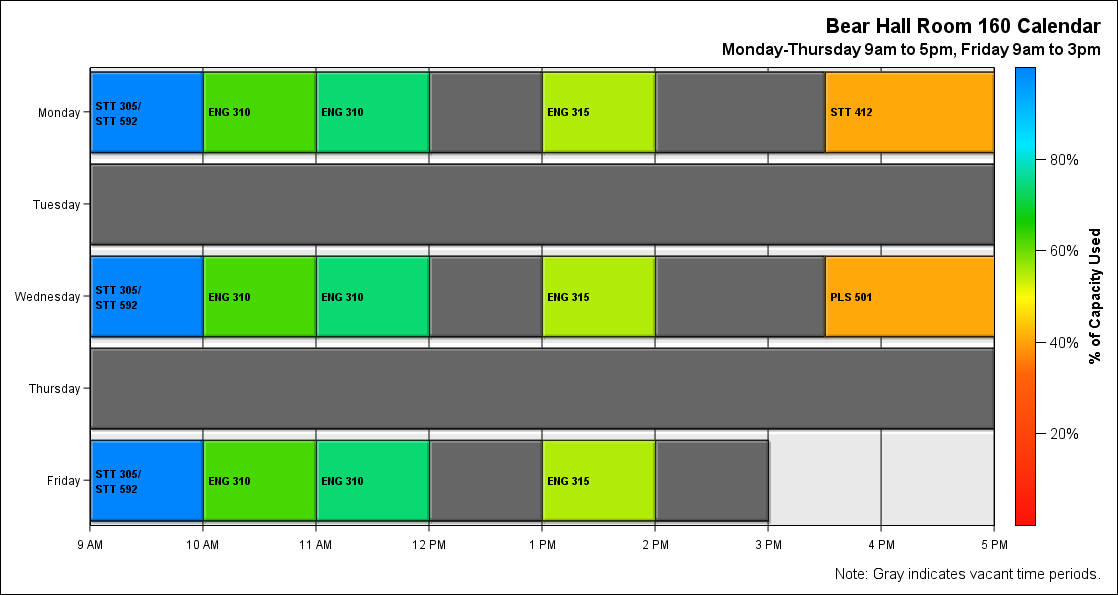 Bear Hall Room 160 Calendar
Monday-Thursday 9am to 5pm, Friday 9am to 3pm
Monday
STT 305/
STT 592
ENG 310
ENG 310
ENG 315
STT 412
Tuesday
Wednesday
STT 305/
STT 592
ENG 310
ENG 310
ENG 315
PLS 501
Thursday
Friday
STT 305/
STT 592
ENG 310
ENG 310
ENG 315
9 AM
10 AM
11 AM
12 PM
1 PM
2 PM
3 PM
4 PM
5 PM
80%
60%
40%
20%
% of Capacity Used
Note: Gray indicates vacant time periods.